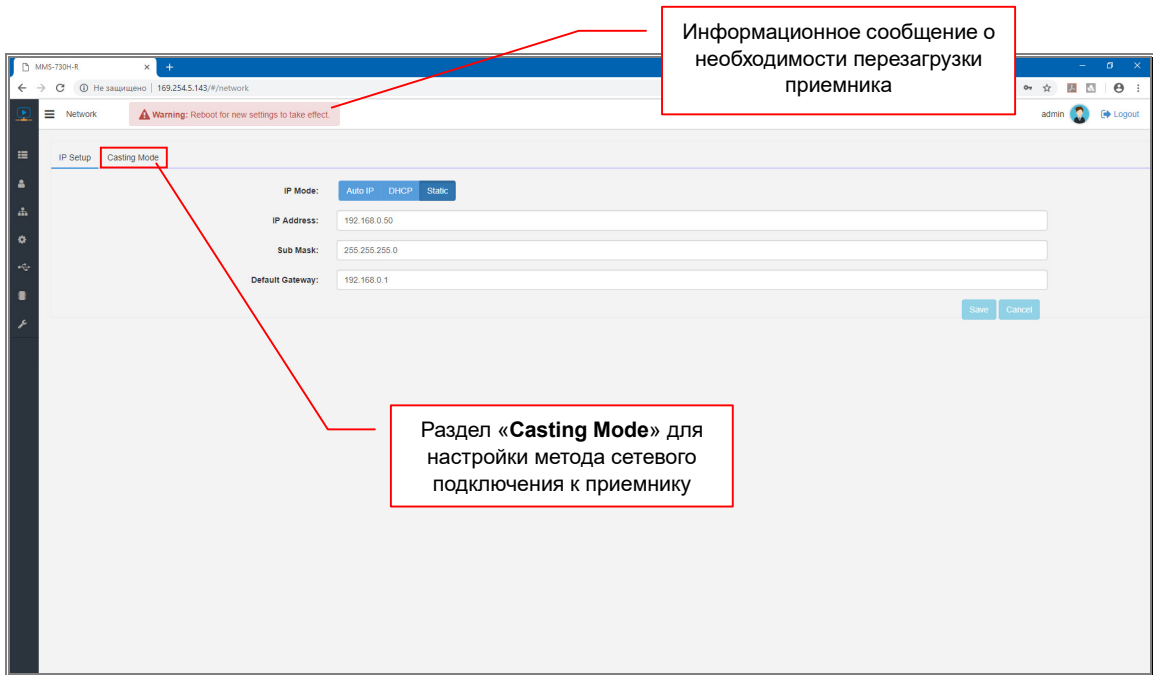 Информационное сообщение о
необходимости перезагрузки
приемника
MMS-730H-R
Не защищено | 169.254.5.143/#/network
Network
Warning: Reboot for new settings to take effect.
admin
Logout
IP Setup
Casting Mode
IP Mode:
Auto IP
DHCP
Static
IP Address:
192.168.0.50
Sub Mask:
255.255.255.0
Default Gateway:
192.168.0.1
Save
Cancel
Раздел «Casting Mode» для
настройки метода сетевого
подключения к приемнику